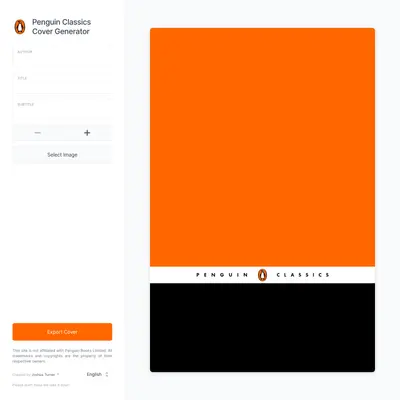 Penguin Classics
Cover Generator
AUTHOR
TITLE
SUBTITLE
Select Image
PENGUIN CLASSICS
Export Cover
This site is not affiliated with Penguin Books Limited. All
trademarks and copyrights are the property of their
respective owners.
English